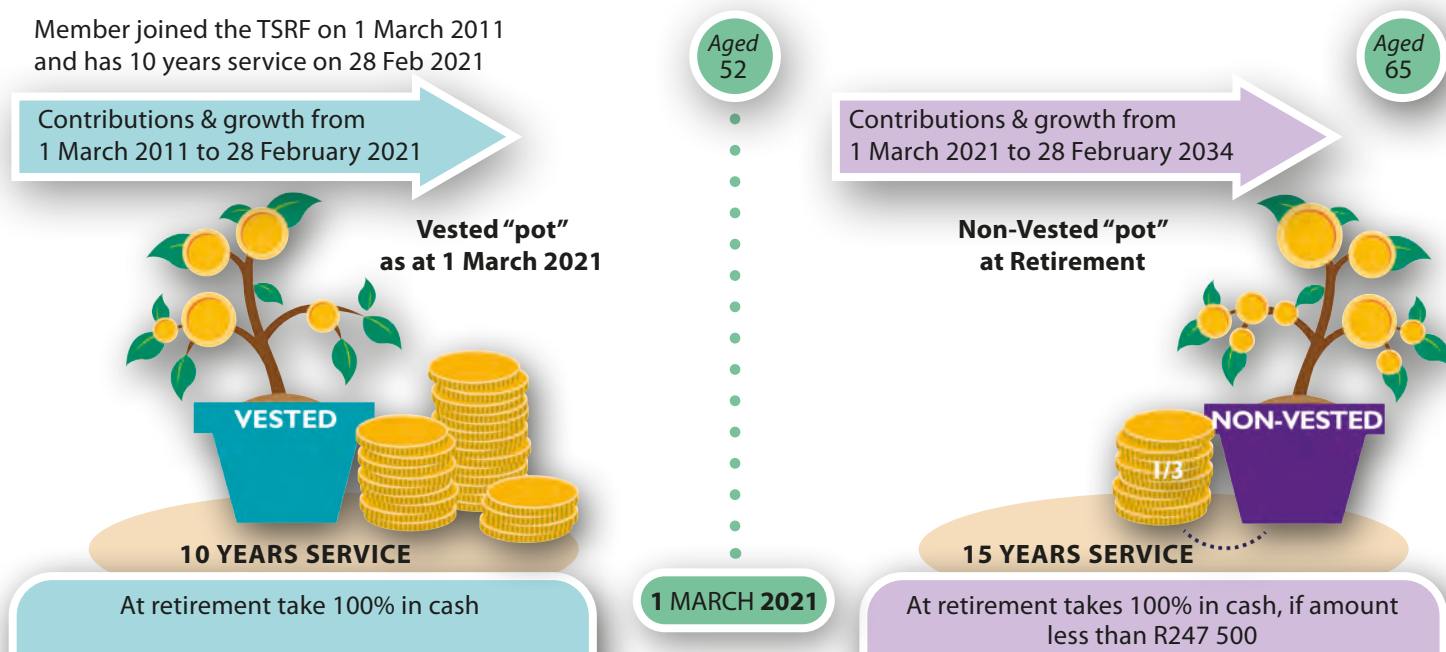 Member joined the TSRF on 1 March 2011
and has 10 years service on 28 Feb 2021
Aged
52
Aged
65
Contributions & growth from
1 March 2011 to 28 February 2021
Contributions & growth from
1 March 2021 to 28 February 2034
Vested “pot”
as at 1 March 2021
Non-Vested “pot”
at Retirement
VESTED
NON-VESTED
1/3
10 YEARS SERVICE
15 YEARS SERVICE
At retirement take 100% in cash
1 MARCH 2021
At retirement takes 100% in cash, if amount
less than R247 500